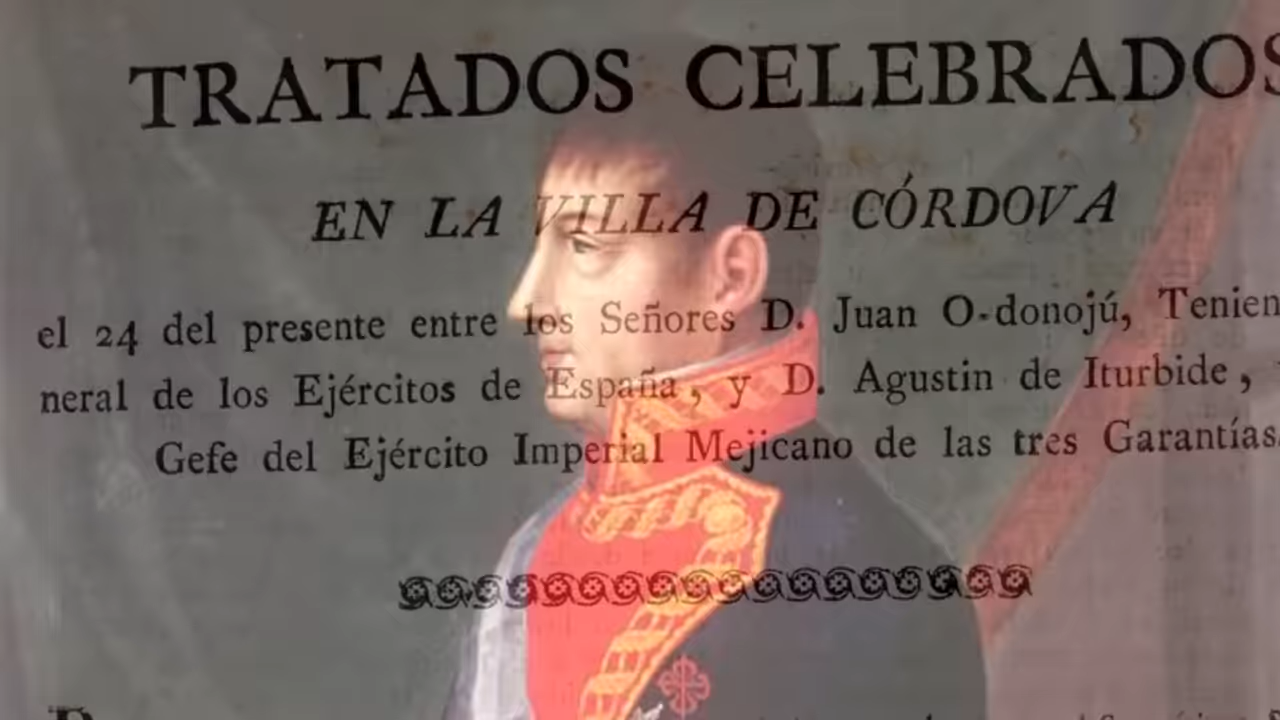 TRATADOS CELEBRADOS
EN LA VILLA DE CÓRDOVA
el 24 del presente entre los Señores D. Juan O-donojú, Tenien
neral de los Ejércitos de España, y D. Agustin de Iturbide,
Gefe del Ejército Imperial Mejicano de las tres Garantías